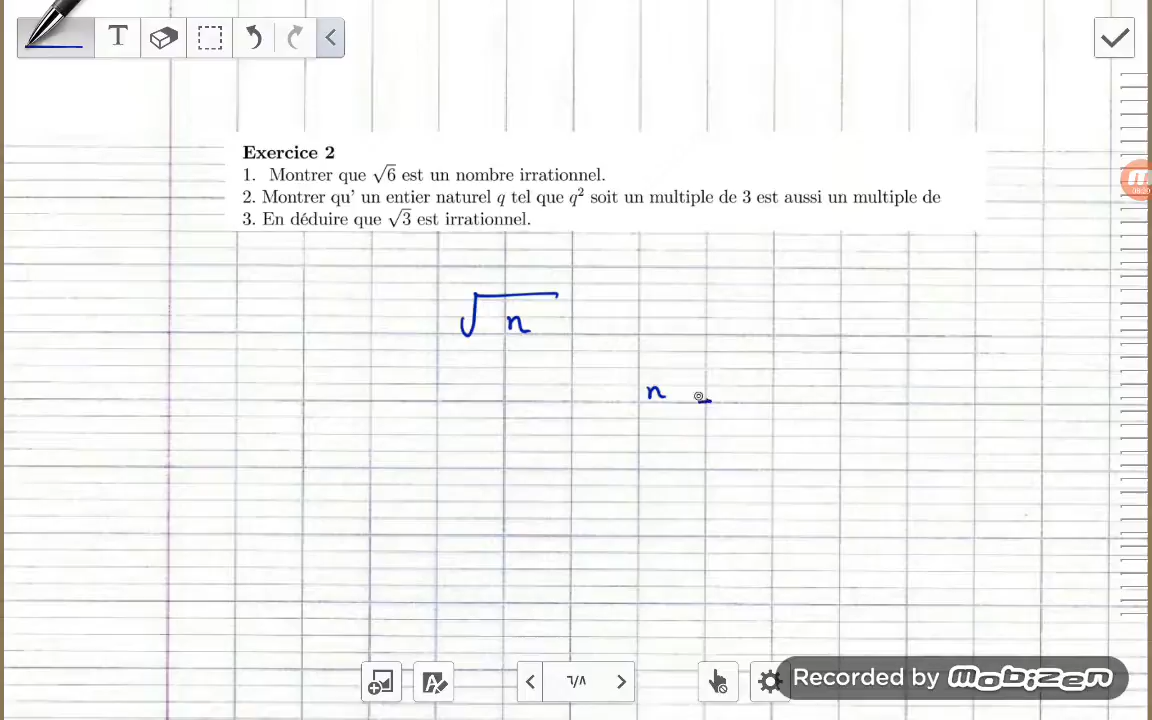 T
Exercice 2
1. Montrer que √6 est un nombre irrationnel.
2. Montrer qu' un entier naturel q tel que q² soit un multiple de 3 est aussi un multiple de
3. En déduire que √3 est irrationnel.
√n
n
٦/٨
Recorded by mobizen